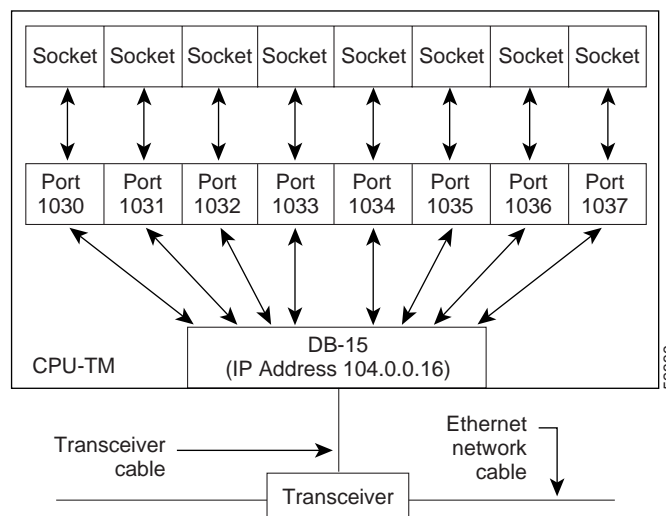 Socket Socket Socket Socket Socket Socket Socket Socket
Port 1030
Port 1031
Port 1032
Port 1033
Port 1034
Port 1035
Port 1036
Port 1037
DB-15
(IP Address 104.0.0.16)
CPU-TM
Transceiver
cable
Ethernet
network
cable
Transceiver